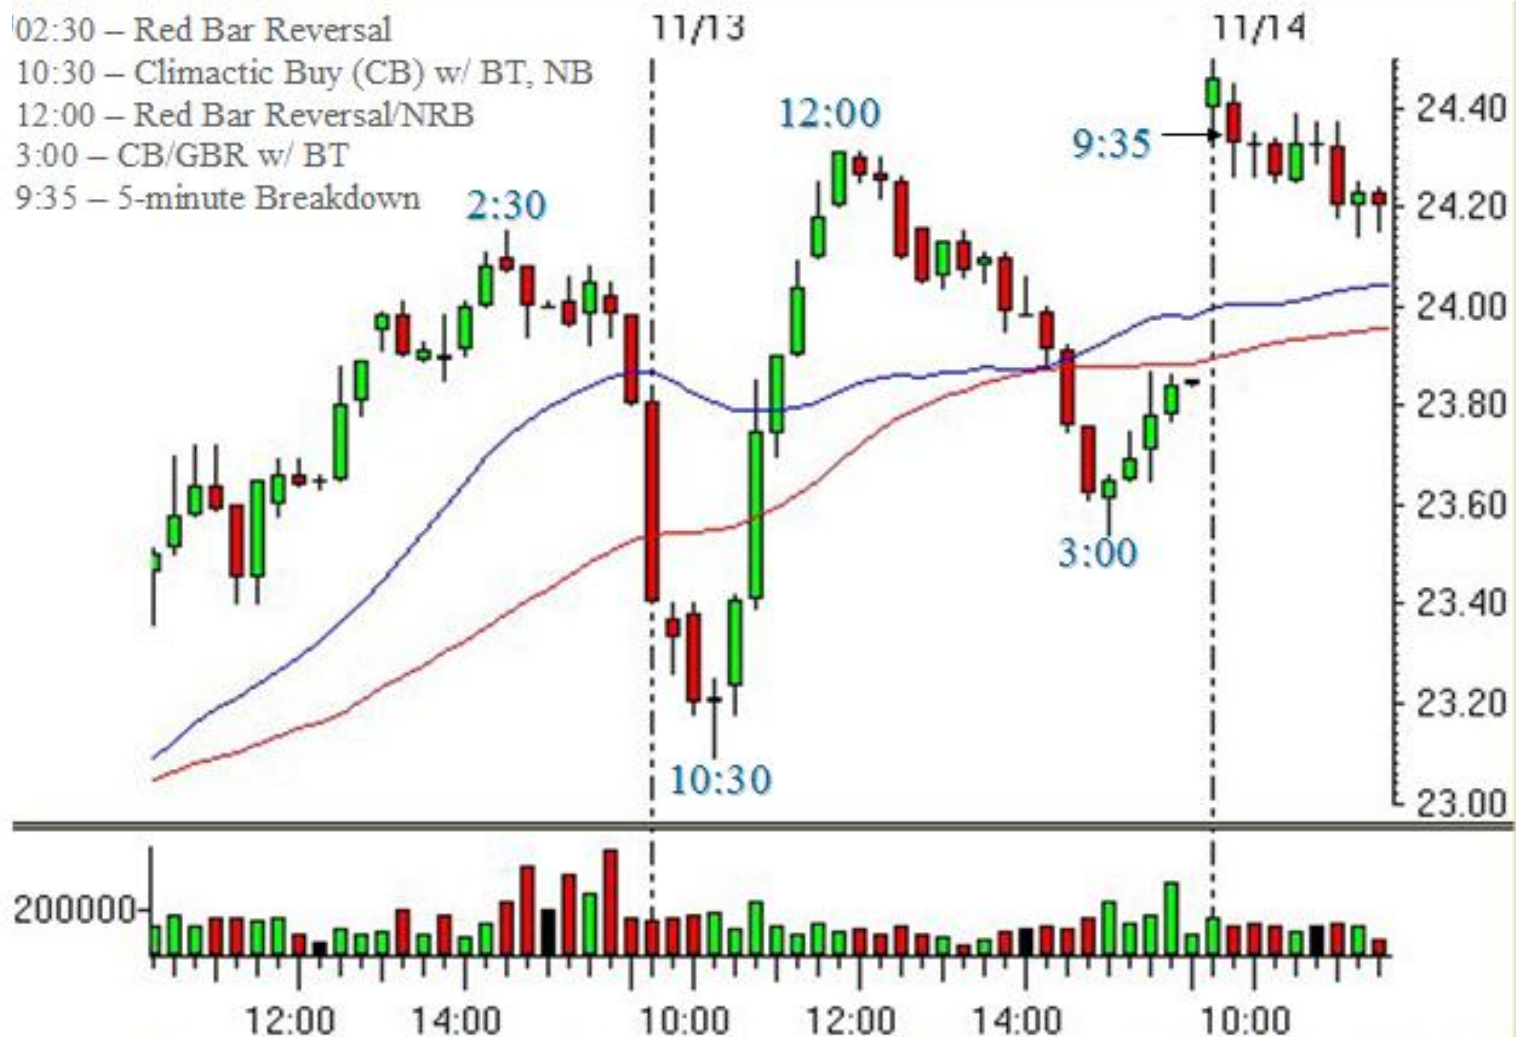 02:30 – Red Bar Reversal
10:30 – Climactic Buy (CB) w/ BT, NB
12:00 – Red Bar Reversal/NRB
3:00 – CB/GBR w/ BT
9:35 – 5-minute Breakdown
11/13
11/14
2:30
12:00
9:35
10:30
3:00
24.40
24.20
24.00
23.80
23.60
23.40
23.20
23.00
200000
12:00 14:00 10:00 12:00 14:00 10:00